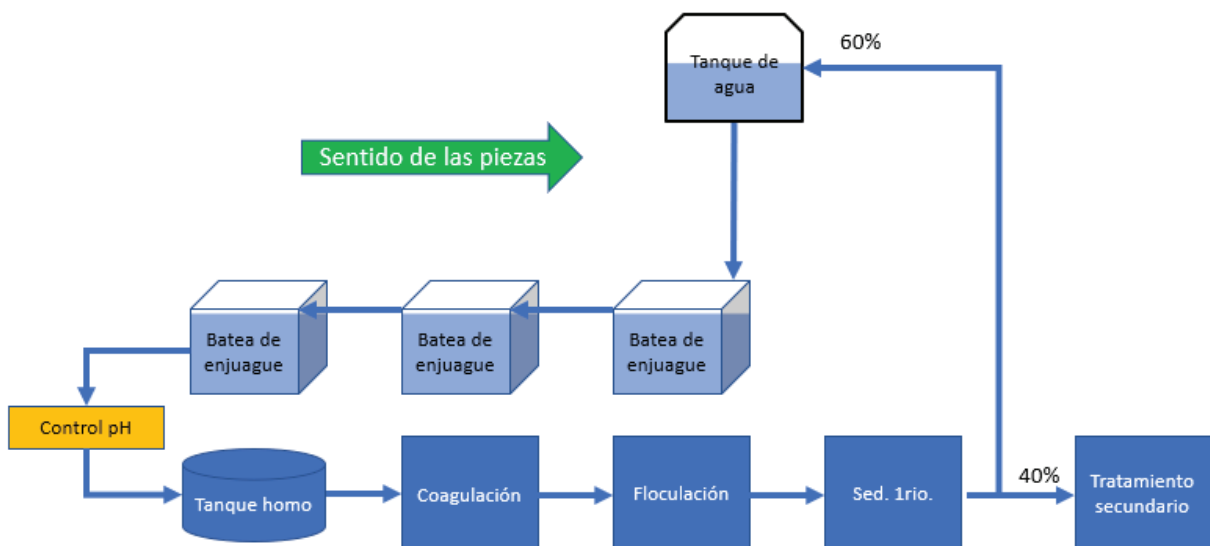 60%
Tanque de
agua
Sentido de las piezas
Batea de
enjuague
Batea de
enjuague
Batea de
enjuague
Control pH
Tanque homo
Coagulación
Floculación
Sed. 1rio.
40%
Tratamiento
secundario